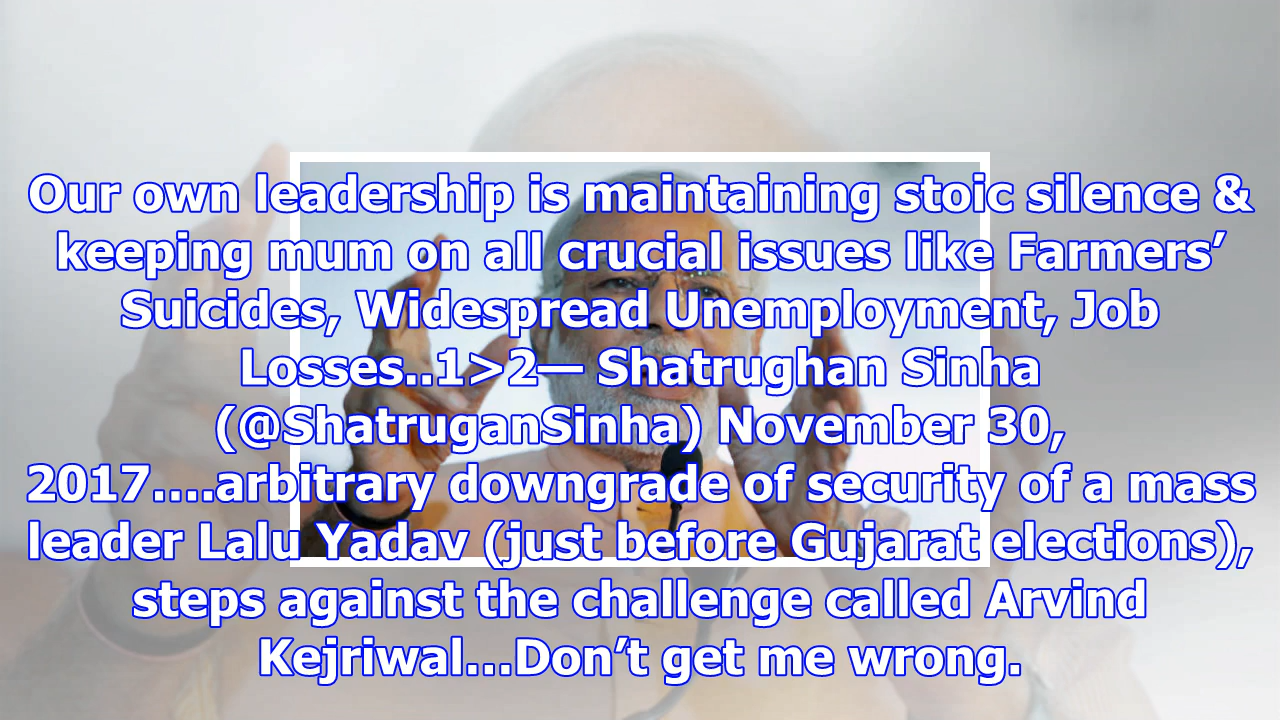 Our own leadership is maintaining stoic silence &
keeping mum on all crucial issues like Farmers’
Suicides, Widespread Unemployment, Job
Losses..1>2— Shatrughan Sinha
(@ShatruganSinha) November 30,
2017....arbitrary downgrade of security of a mass
leader Lalu Yadav (just before Gujarat elections),
steps against the challenge called Arvind
Kejriwal...Don’t get me wrong.